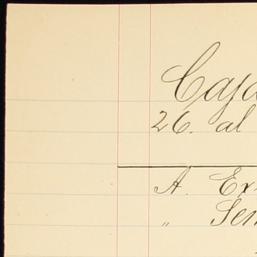 Caja
26. al
A. Ex
" Sem